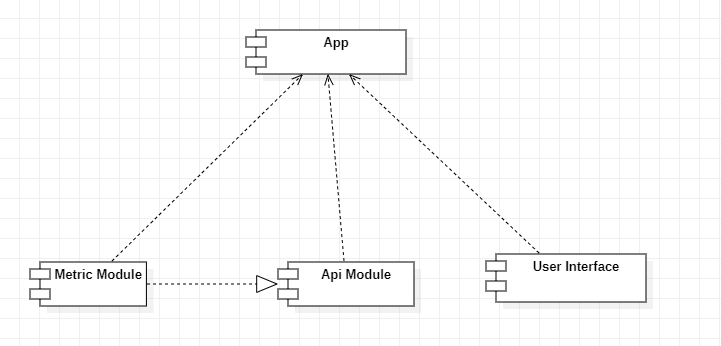 App
Metric Module
Api Module
User Interface